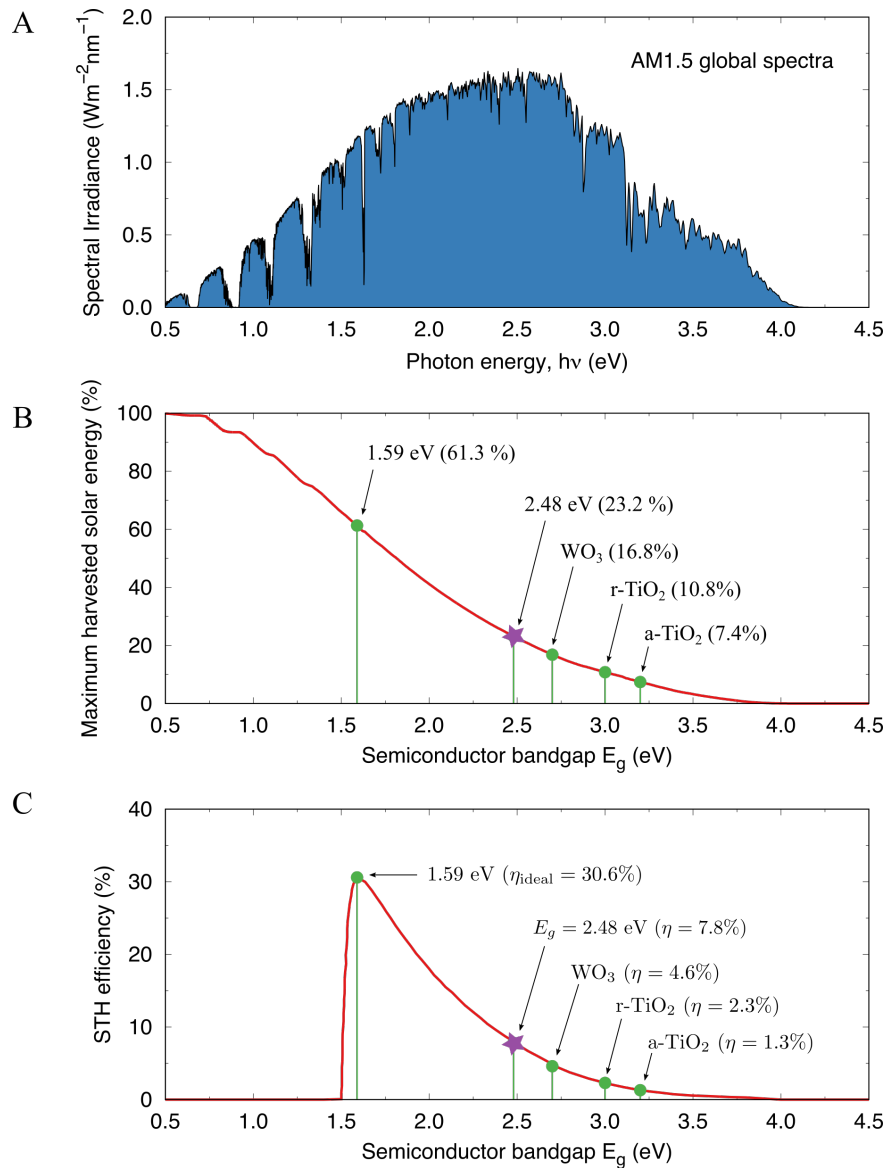 A
2.0
1.5
1.0
0.5
0.0
Spectral Irradiance (Wm⁻²nm⁻¹)
AM1.5 global spectra
0.5 1.0 1.5 2.0 2.5 3.0 3.5 4.0 4.5
Photon energy, hν (eV)
B
100
80
60
40
20
0
Maximum harvested solar energy (%)
1.59 eV (61.3 %)
2.48 eV (23.2 %)
WO₃ (16.8%)
r-TiO₂ (10.8%)
a-TiO₂ (7.4%)
0.5 1.0 1.5 2.0 2.5 3.0 3.5 4.0 4.5
Semiconductor bandgap E_g (eV)
C
40
30
20
10
0
STH efficiency (%)
1.59 eV (η_ideal = 30.6%)
E_g = 2.48 eV (η = 7.8%)
WO₃ (η = 4.6%)
r-TiO₂ (η = 2.3%)
a-TiO₂ (η = 1.3%)
0.5 1.0 1.5 2.0 2.5 3.0 3.5 4.0 4.5
Semiconductor bandgap E_g (eV)